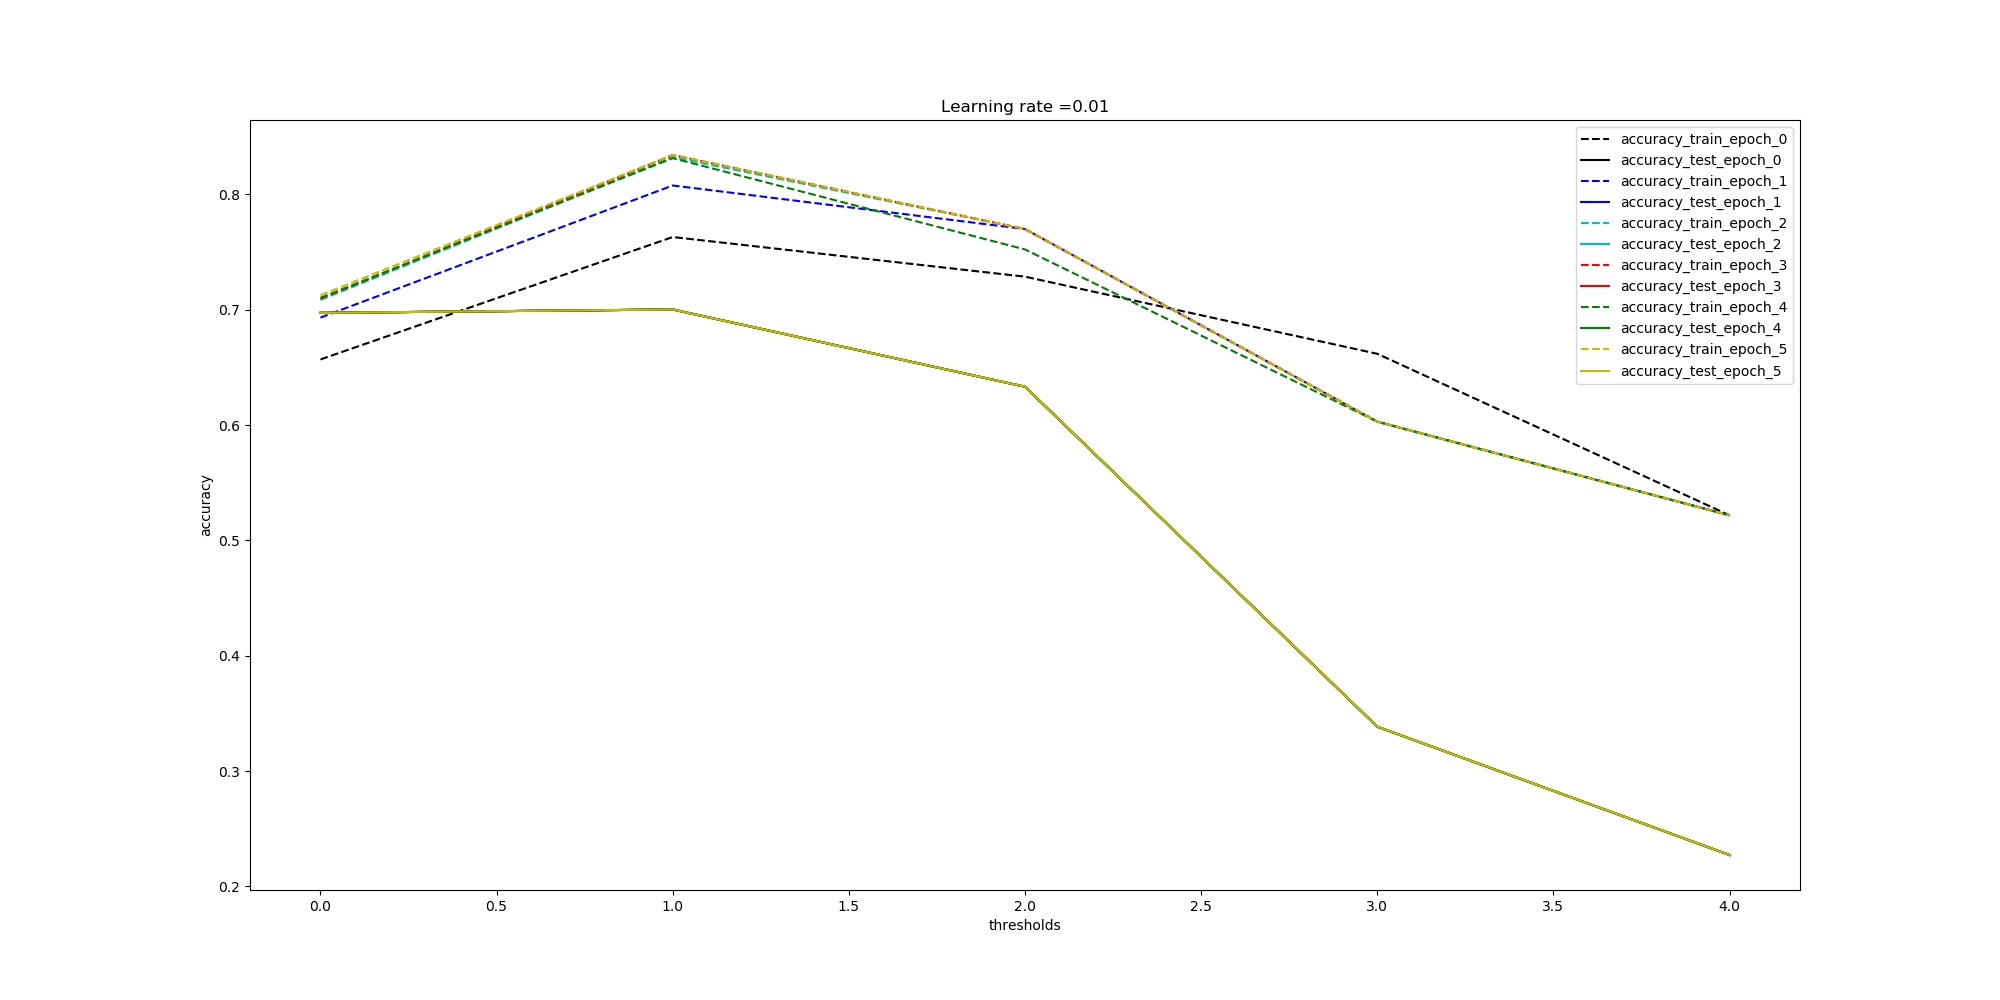 Learning rate =0.01
accuracy_train_epoch_0
accuracy_test_epoch_0
accuracy_train_epoch_1
accuracy_test_epoch_1
accuracy_train_epoch_2
accuracy_test_epoch_2
accuracy_train_epoch_3
accuracy_test_epoch_3
accuracy_train_epoch_4
accuracy_test_epoch_4
accuracy_train_epoch_5
accuracy_test_epoch_5
accuracy
0.8
0.7
0.6
0.5
0.4
0.3
0.2
0.0 0.5 1.0 1.5 2.0 2.5 3.0 3.5 4.0
thresholds